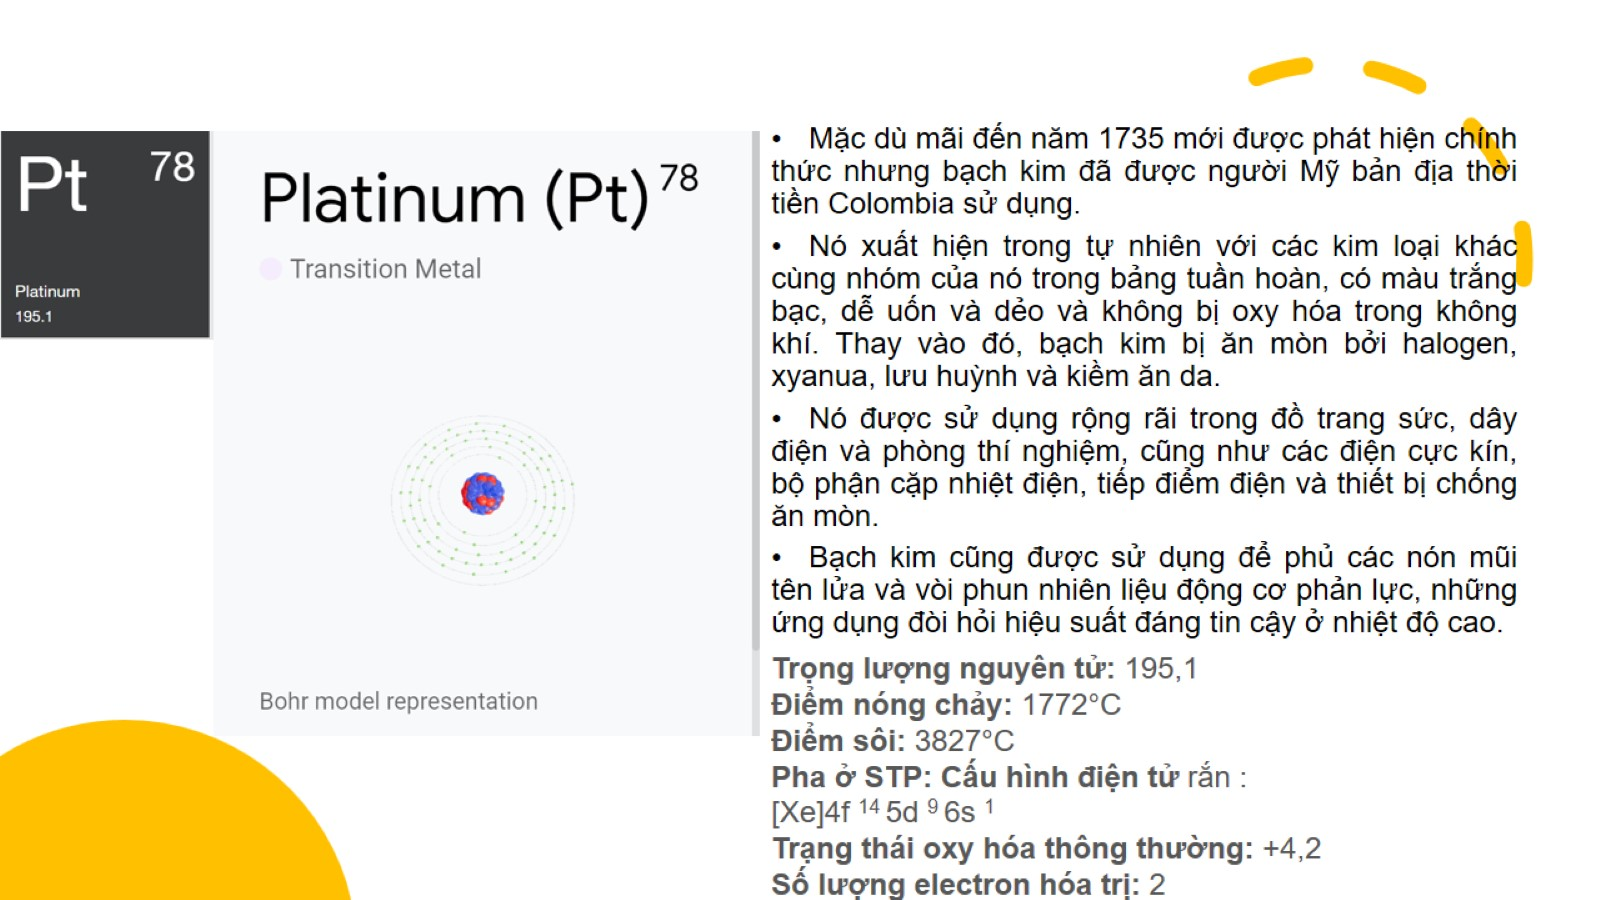 Pt 78
Platinum
195.1
Platinum (Pt) 78
Transition Metal
Bohr model representation
• Mặc dù mãi đến năm 1735 mới được phát hiện chính
thức nhưng bạch kim đã được người Mỹ bản địa thời
tiền Colombia sử dụng.
• Nó xuất hiện trong tự nhiên với các kim loại khác
cùng nhóm của nó trong bảng tuần hoàn, có màu trắng
bạc, dễ uốn và dẻo và không bị oxy hóa trong không
khí. Thay vào đó, bạch kim bị ăn mòn bởi halogen,
xyanua, lưu huỳnh và kiềm ăn da.
• Nó được sử dụng rộng rãi trong đồ trang sức, dây
điện và phòng thí nghiệm, cũng như các điện cực kín,
bộ phận cặp nhiệt điện, tiếp điểm điện và thiết bị chống
ăn mòn.
• Bạch kim cũng được sử dụng để phủ các nón mũi
tên lửa và vòi phun nhiên liệu động cơ phản lực, những
ứng dụng đòi hỏi hiệu suất đáng tin cậy ở nhiệt độ cao.
Trọng lượng nguyên tử: 195,1
Điểm nóng chảy: 1772°C
Điểm sôi: 3827°C
Pha ở STP: Cấu hình điện tử rắn :
[Xe]4f 14 5d 9 6s 1
Trạng thái oxy hóa thông thường: +4,2
Số lượng electron hóa trị: 2